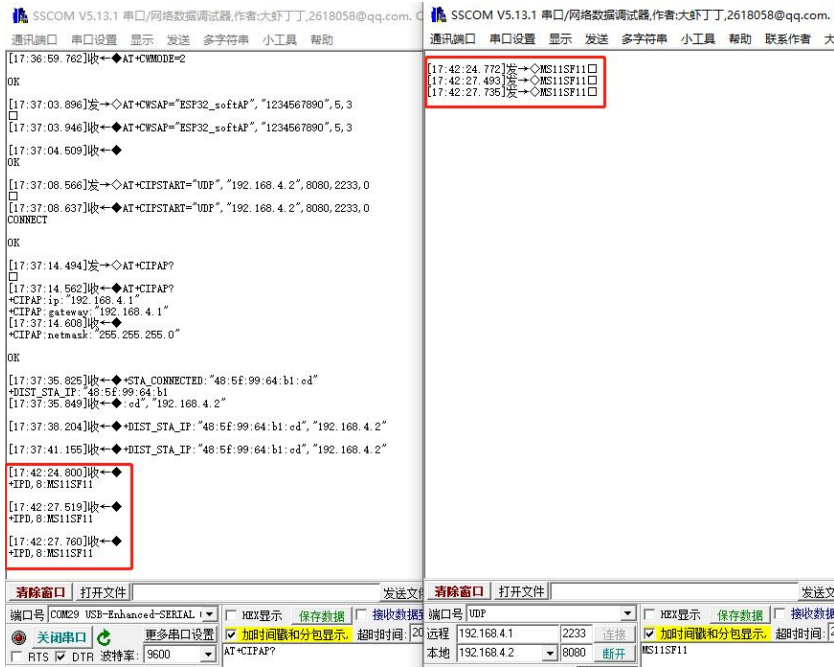 SSCOM V5.13.1 串口/网络数据调试器,作者:大虾丁丁,2618058@qq.com. C
通讯端口 串口设置 显示 发送 多字符串 小工具 帮助
[17:36:59.762]收←◆AT+CWMODE=2
OK
[17:37:03.896]发→◇AT+CWSAP="ESP32_softAP","1234567890",5,3
□
[17:37:03.946]收←◆AT+CWSAP="ESP32_softAP","1234567890",5,3
[17:37:04.509]收←◆
OK
[17:37:08.566]发→◇AT+CIPSTART="UDP","192.168.4.2",8080,2233,0
□
[17:37:08.637]收←◆AT+CIPSTART="UDP","192.168.4.2",8080,2233,0
CONNECT
OK
[17:37:14.494]发→◇AT+CIPAP?
□
[17:37:14.562]收←◆AT+CIPAP?
+CIPAP:ip:"192.168.4.1"
+CIPAP:gateway:"192.168.4.1"
[17:37:14.608]收←◆
+CIPAP:netmask:"255.255.255.0"
OK
[17:37:35.825]收←◆+STA_CONNECTED:"48:5f:99:64:b1:cd"
+DIST_STA_IP:"48:5f:99:64:b1
[17:37:35.849]收←◆:cd","192.168.4.2"
[17:37:38.204]收←◆+DIST_STA_IP:"48:5f:99:64:b1:cd","192.168.4.2"
[17:37:41.155]收←◆+DIST_STA_IP:"48:5f:99:64:b1:cd","192.168.4.2"
[17:42:24.800]收←◆
+IPD,8:MS11SF11
[17:42:27.519]收←◆
+IPD,8:MS11SF11
[17:42:27.760]收←◆
+IPD,8:MS11SF11
清除窗口 打开文件 发送文
端口号 COM29 USB-Enhanced-SERIAL HEX显示 保存数据 接收数据
关闭串口 更多串口设置 加时间戳和分包显示, 超时时间: 20
RTS DTR 波特率: 9600 AT+CIPAP?
SSCOM V5.13.1 串口/网络数据调试器,作者:大虾丁丁,2618058@qq.com.
通讯端口 串口设置 显示 发送 多字符串 小工具 帮助 联系作者 大
[17:42:24.772]发→◇MS11SF11□
[17:42:27.493]发→◇MS11SF11□
[17:42:27.735]发→◇MS11SF11□
清除窗口 打开文件 发送文
端口号 UDP HEX显示 保存数据 接收数据
远程 192.168.4.1 2233 连接 加时间戳和分包显示, 超时时间: 2
本地 192.168.4.2 8080 断开 MS11SF11